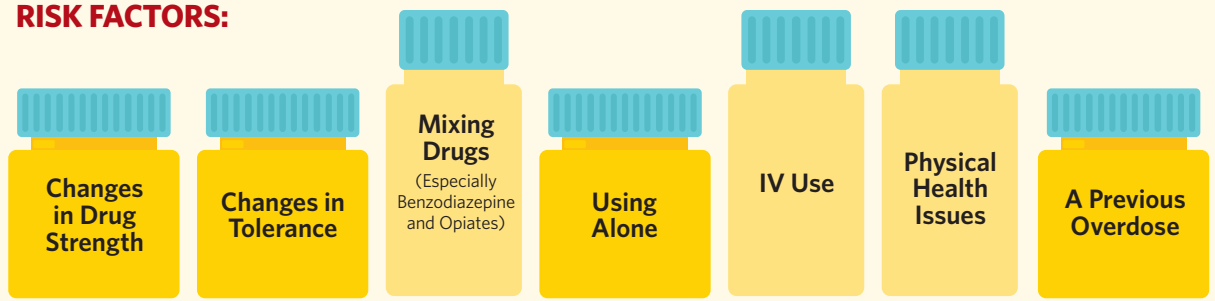 RISK FACTORS:
Changes
in Drug
Strength
Changes in
Tolerance
Mixing
Drugs
(Especially
Benzodiazepine
and Opiates)
Using
Alone
IV Use
Physical
Health
Issues
A Previous
Overdose